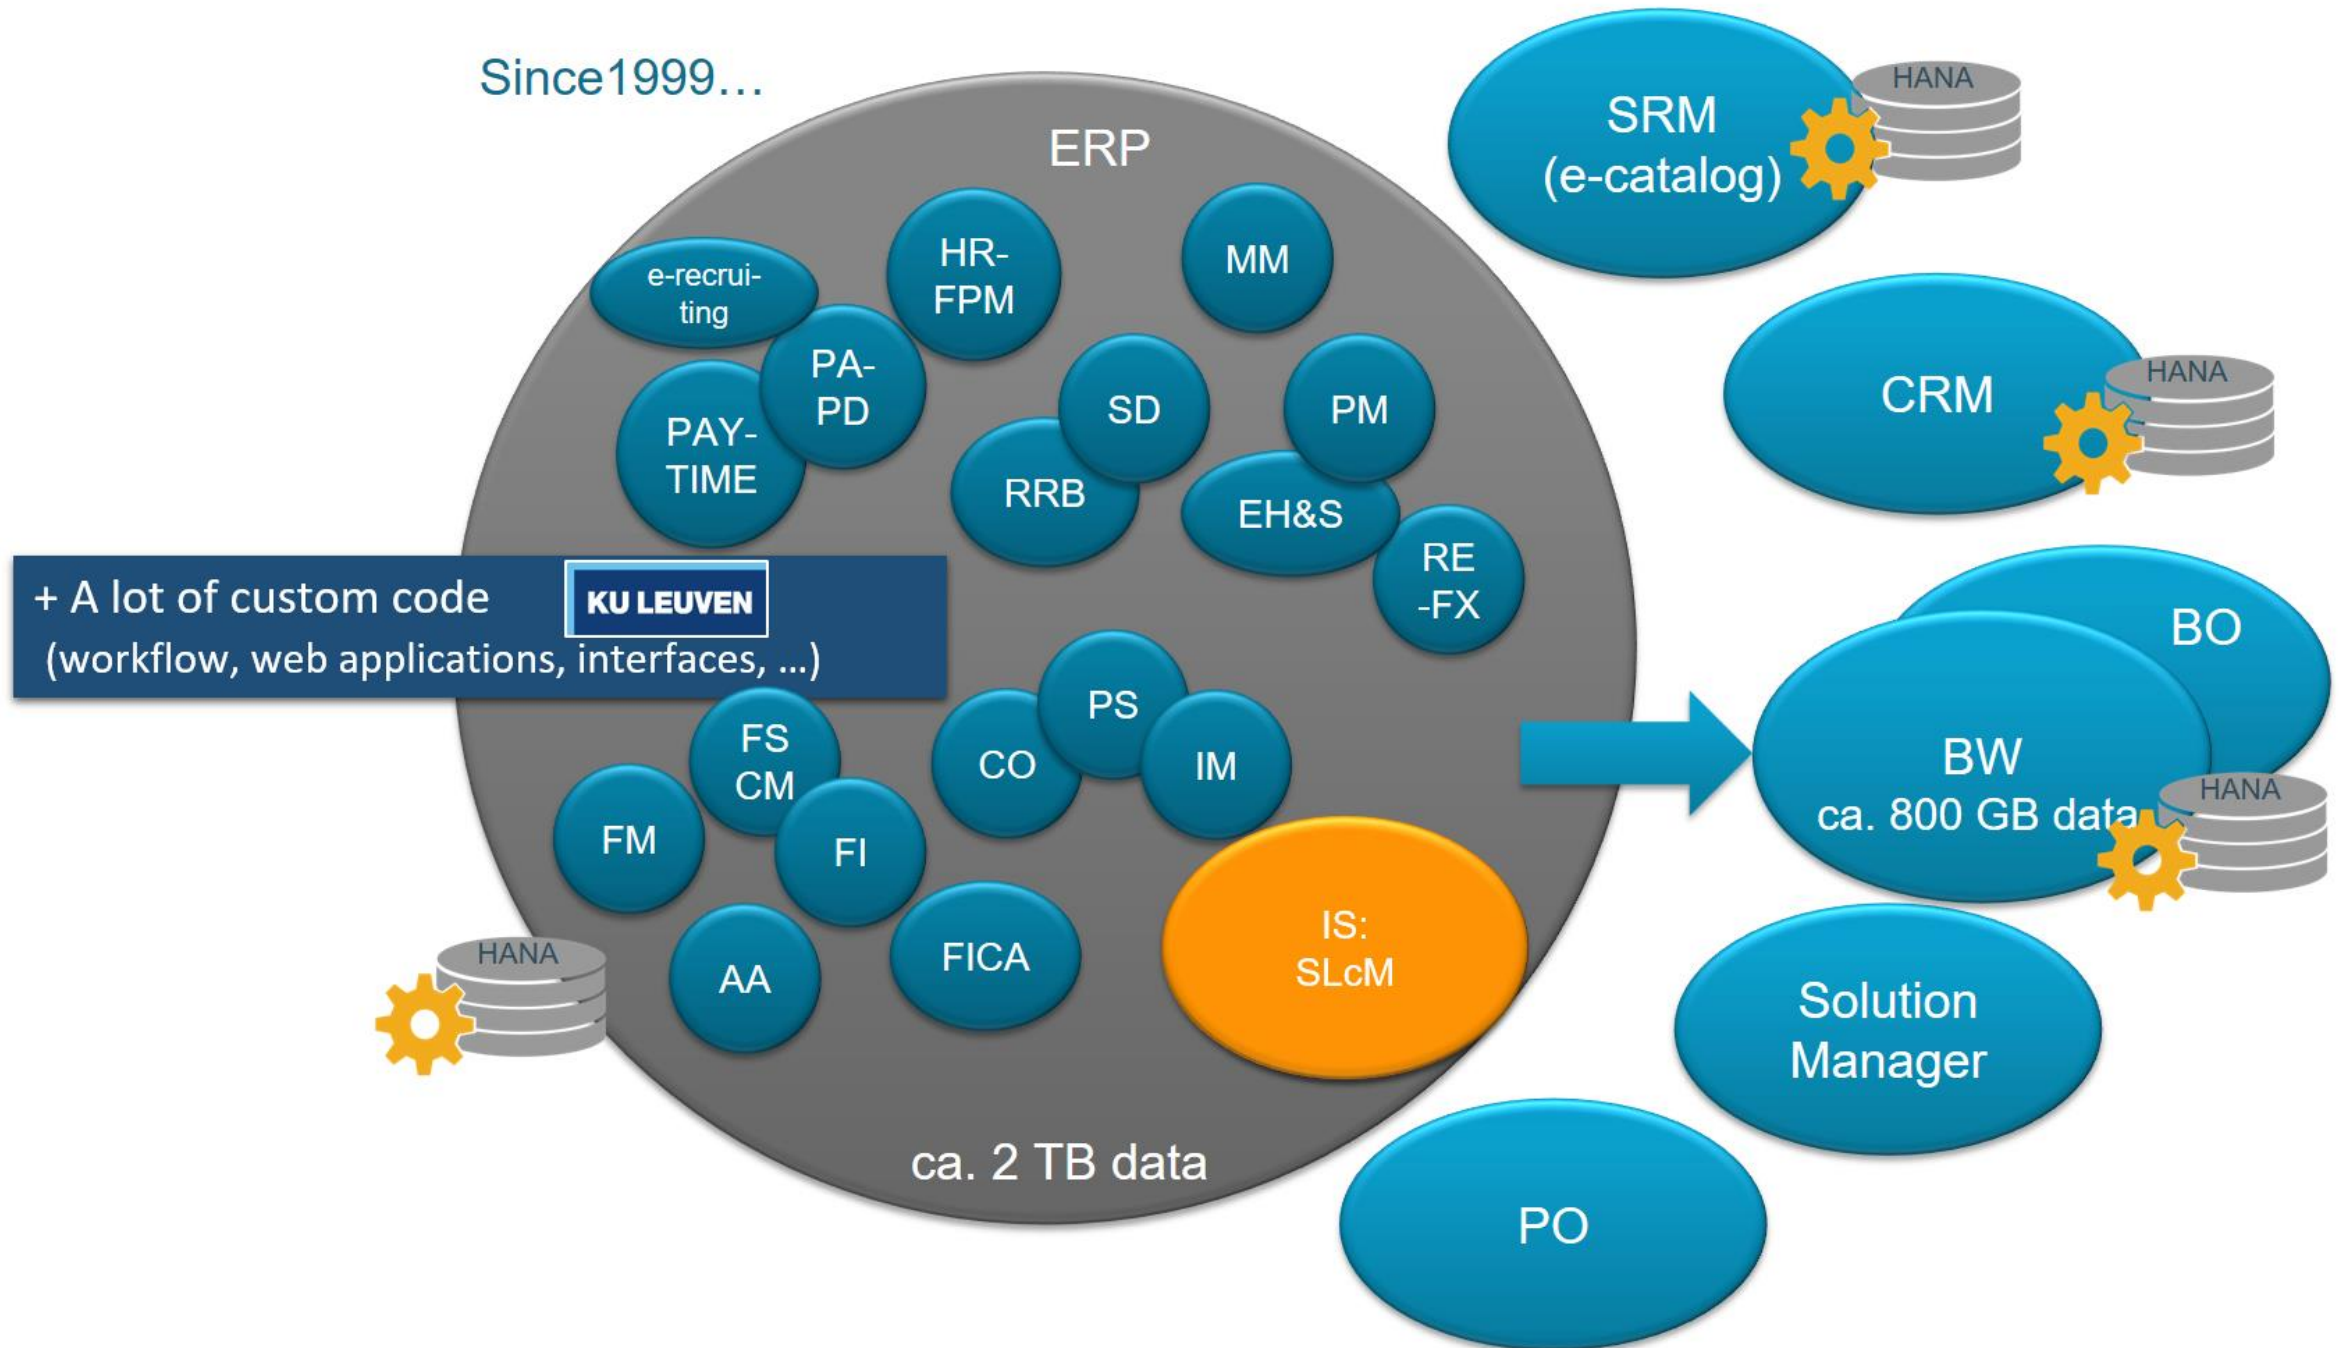 Since1999…
ERP
HANA
SRM
(e-catalog)
HR-
FPM
MM
e-recrui-
ting
PA-
PD
SD
PM
HANA
CRM
PAY-
TIME
RRB
EH&S
RE
-FX
+ A lot of custom code
KU LEUVEN
(workflow, web applications, interfaces, …)
BO
FS
CM
CO
PS
IM
BW
ca. 800 GB data
HANA
FM
FI
HANA
AA
FICA
IS:
SLcM
Solution
Manager
ca. 2 TB data
PO